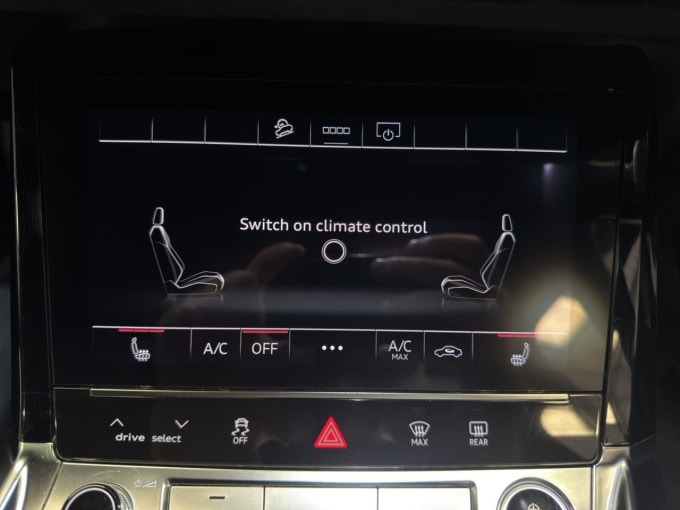 Switch on climate control
A/C OFF A/C MAX
drive select OFF MAX REAR